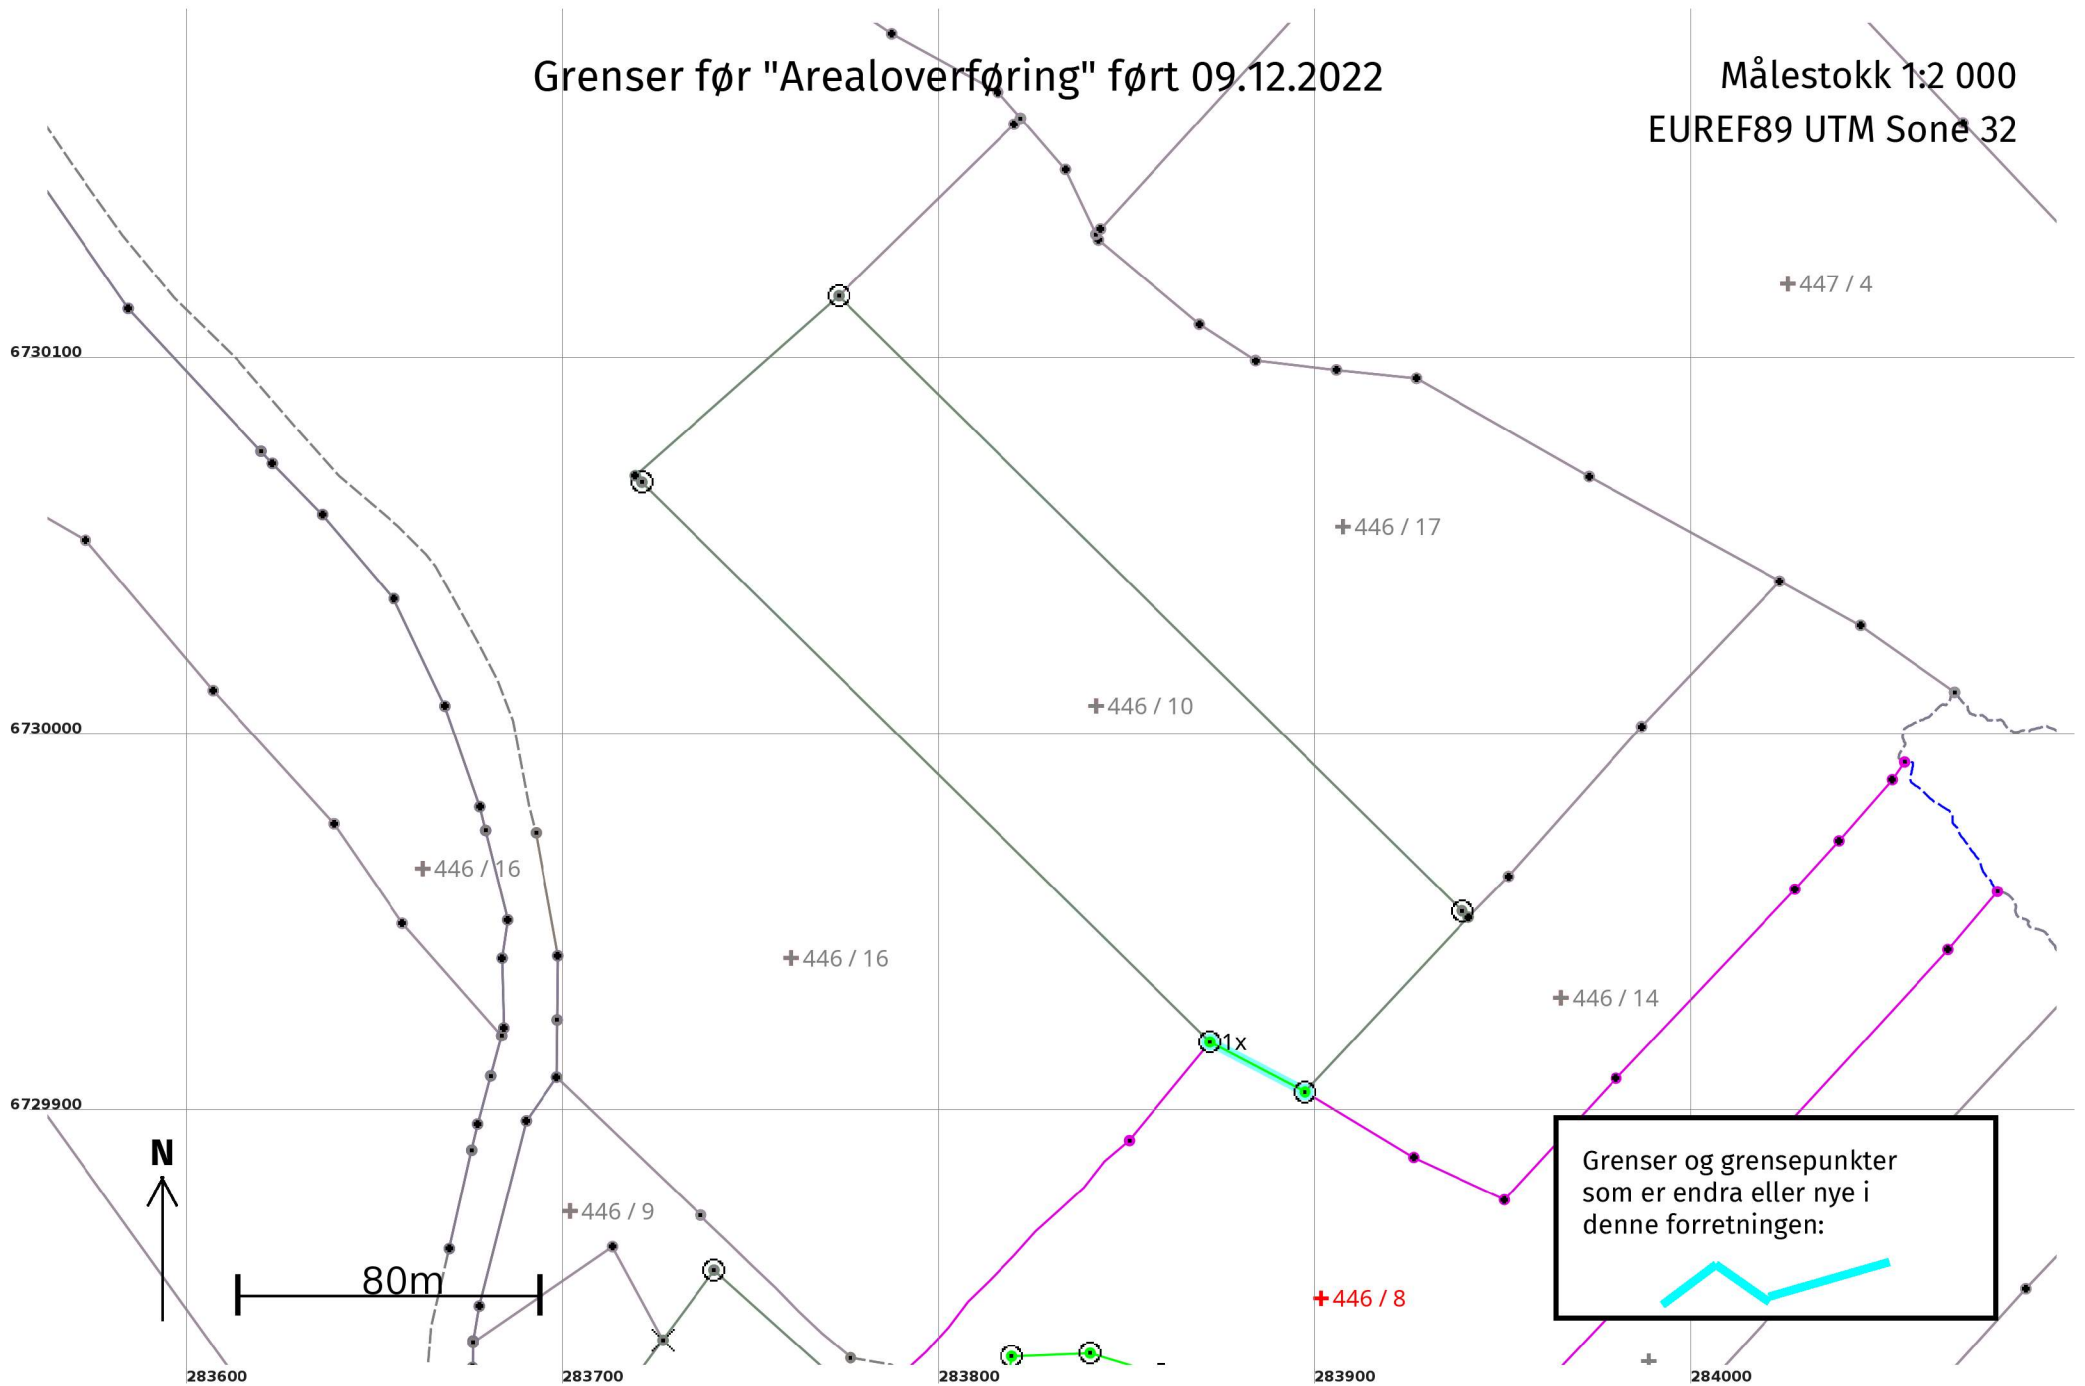 Grenser før "Arealoverføring" ført 09.12.2022
Målestokk 1:2 000
EUREF89 UTM Sone 32
447 / 4
6730100
446 / 17
446 / 10
6730000
446 / 16
446 / 16
446 / 14
1x
6729900
N
Grenser og grensepunkter
som er endra eller nye i
denne forretningen:
446 / 9
80m
446 / 8
283600
283700
283800
283900
284000